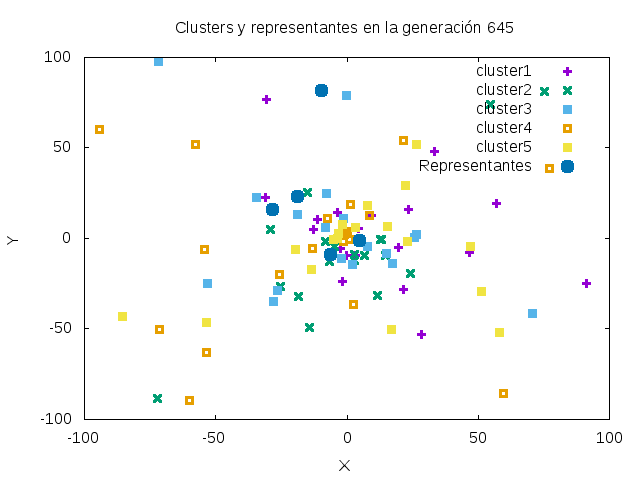 Clusters y representantes en la generación 645
100
50
0
-50
-100
Y
cluster1
cluster2
cluster3
cluster4
cluster5
Representantes
-100 -50 0 50 100
X